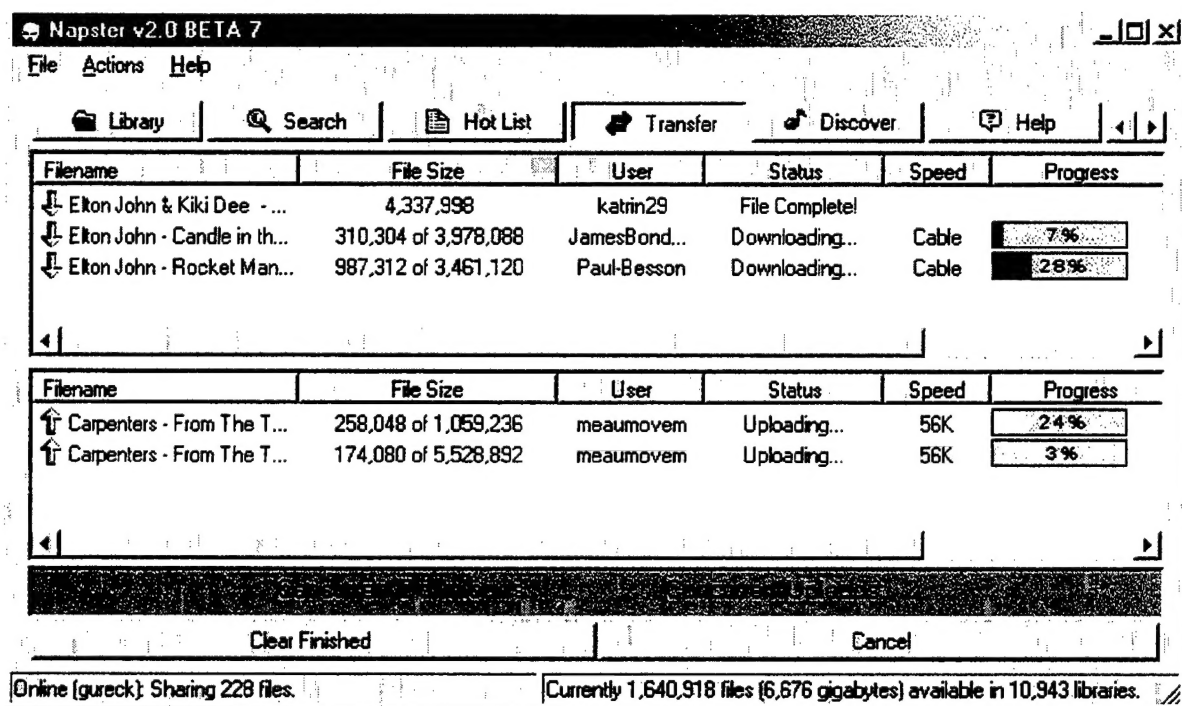 Napster v2.0 BETA 7
File Actions Help
Library Search Hot List Transfer Discover Help
Filename File Size User Status Speed Progress
Elton John & Kiki Dee - ... 4,337,998 katrin29 File Complete!
Elton John - Candle in th... 310,304 of 3,978,088 JamesBond... Downloading... Cable 7%
Elton John - Rocket Man... 987,312 of 3,461,120 Paul-Besson Downloading... Cable 28%
Filename File Size User Status Speed Progress
Carpenters - From The T... 258,048 of 1,059,236 meaumovem Uploading... 56K 24%
Carpenters - From The T... 174,080 of 5,528,892 meaumovem Uploading... 56K 3%
Clear Finished Cancel
Online (gureck): Sharing 228 files. Currently 1,640,918 files (6,676 gigabytes) available in 10,943 libraries.